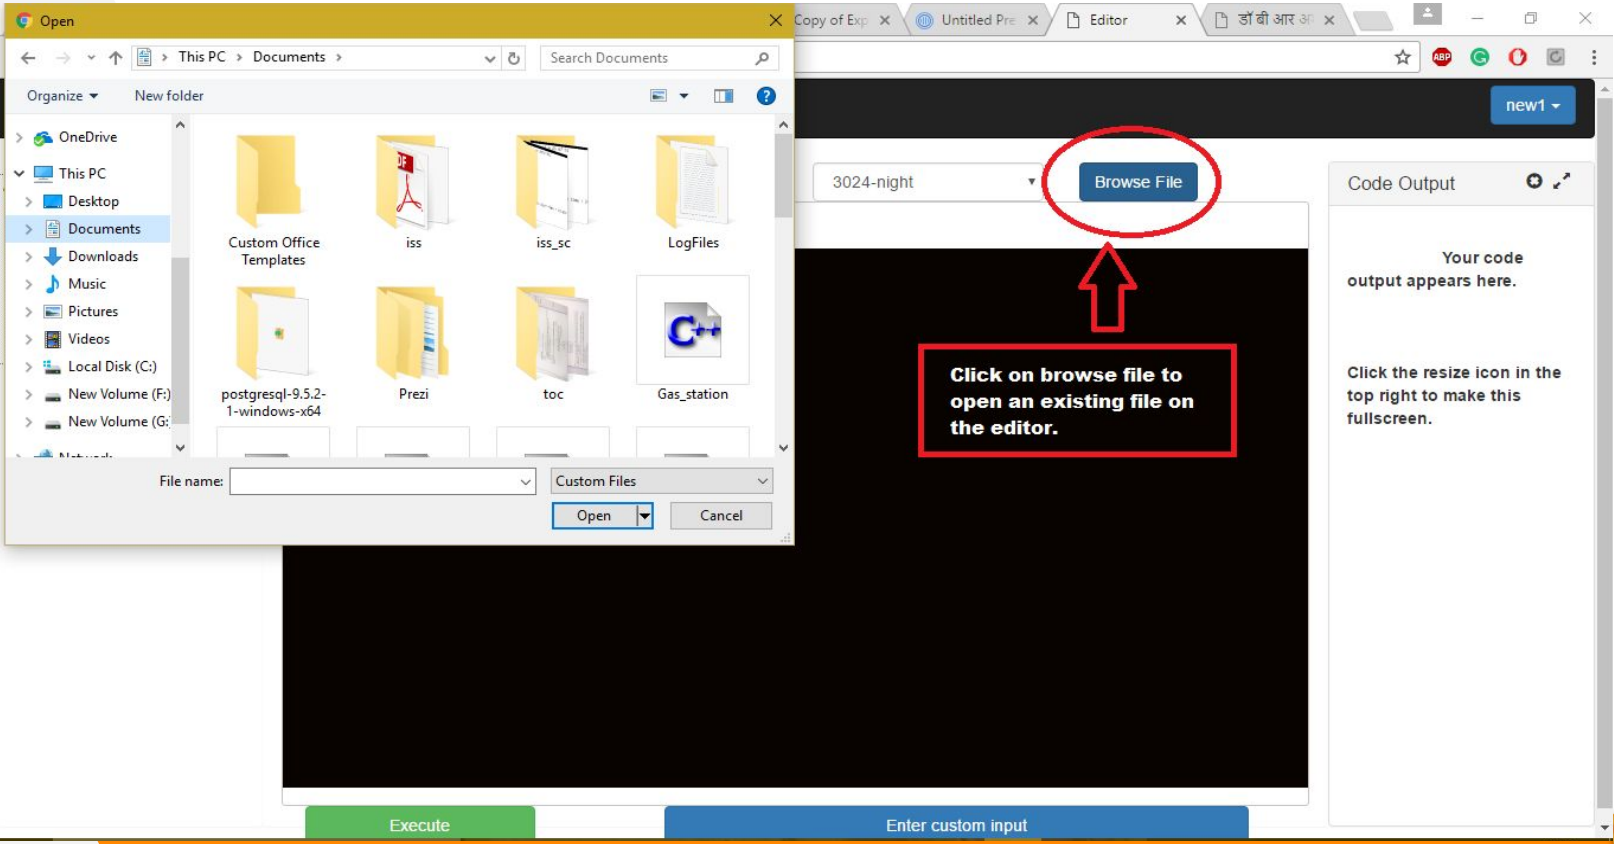 Open
Copy of Exp
Untitled Pre
Editor
डॉ बी आर अ
This PC > Documents >
Search Documents
ABP
Organize
New folder
new1
OneDrive
This PC
Desktop
Documents
Downloads
Music
Pictures
Videos
Local Disk (C:)
New Volume (F:)
New Volume (G:
Network
Custom Office
Templates
iss
iss_sc
LogFiles
postgresql-9.5.2-
1-windows-x64
Prezi
toc
C++
Gas_station
File name:
Custom Files
Open
Cancel
3024-night
Browse File
Code Output
Your code
output appears here.
Click the resize icon in the
top right to make this
fullscreen.
Click on browse file to
open an existing file on
the editor.
Execute
Enter custom input